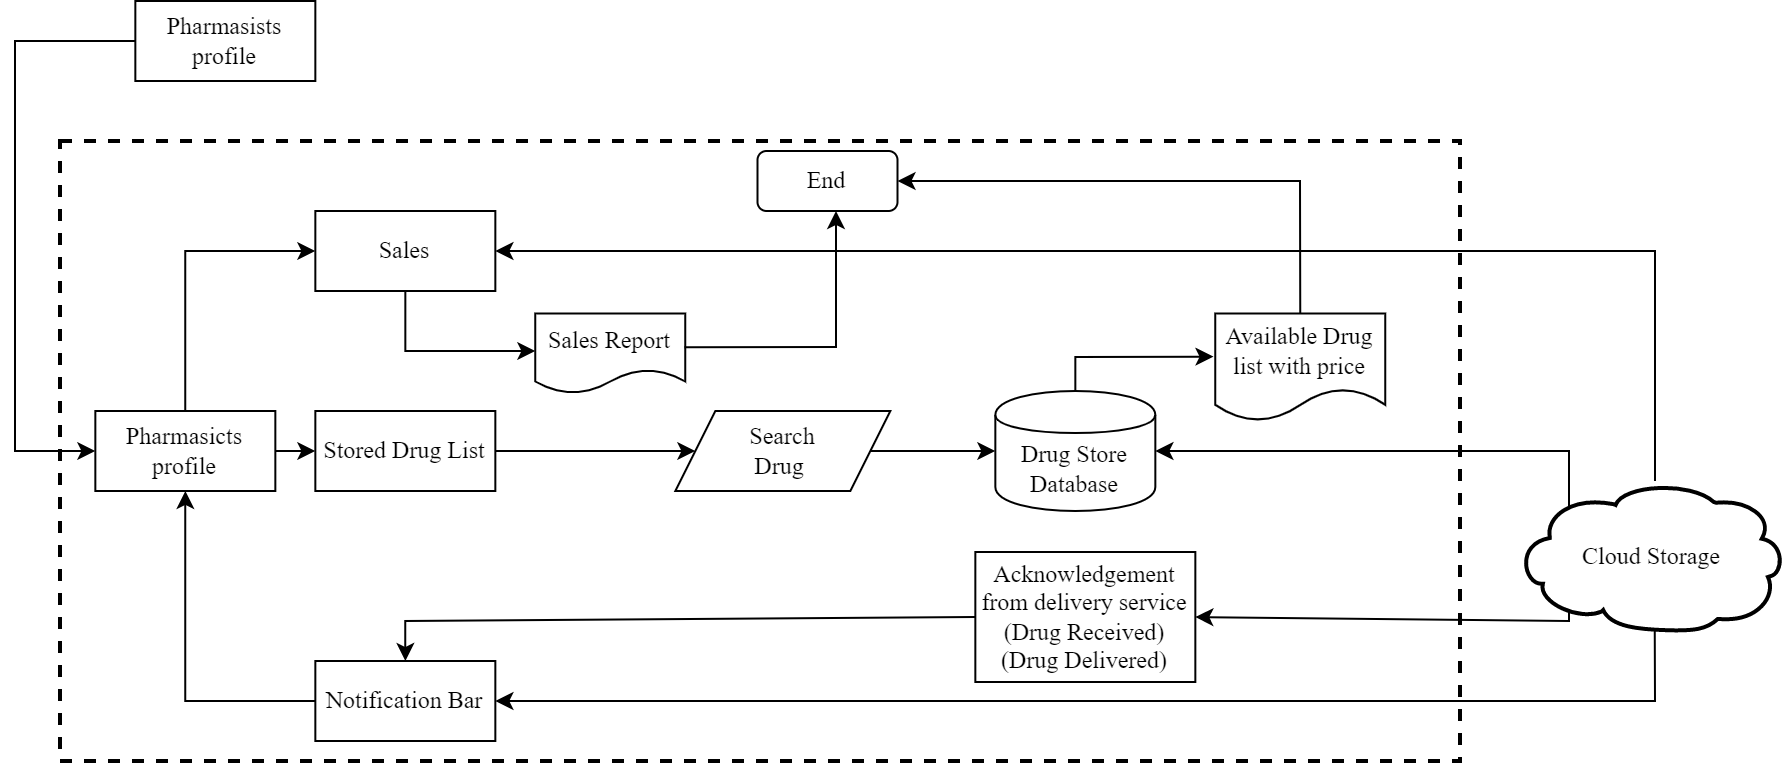 Pharmasists
profile
End
Sales
Sales Report
Available Drug
list with price
Pharmasicts
profile
Stored Drug List
Search
Drug
Drug Store
Database
Cloud Storage
Acknowledgement
from delivery service
(Drug Received)
(Drug Delivered)
Notification Bar